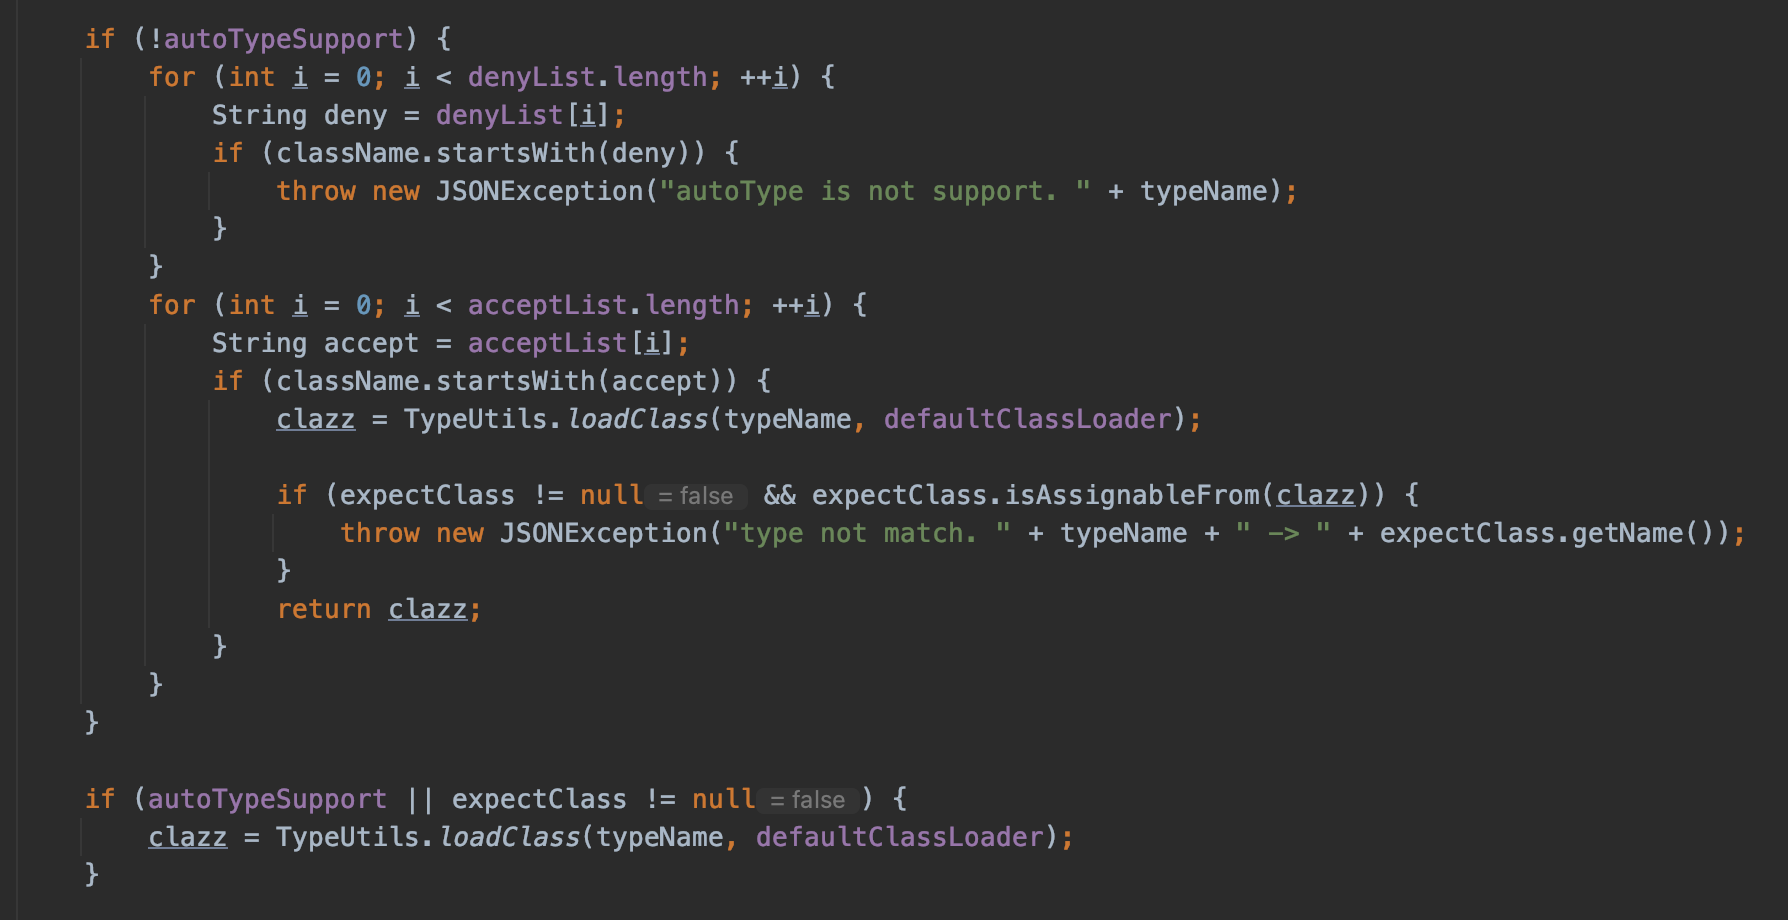 if (!autoTypeSupport) {
    for (int i = 0; i < denyList.length; ++i) {
        String deny = denyList[i];
        if (className.startsWith(deny)) {
            throw new JSONException("autoType is not support. " + typeName);
        }
    }
    for (int i = 0; i < acceptList.length; ++i) {
        String accept = acceptList[i];
        if (className.startsWith(accept)) {
            clazz = TypeUtils.loadClass(typeName, defaultClassLoader);

            if (expectClass != null = false && expectClass.isAssignableFrom(clazz)) {
                throw new JSONException("type not match. " + typeName + " -> " + expectClass.getName());
            }
            return clazz;
        }
    }
}

if (autoTypeSupport || expectClass != null = false ) {
    clazz = TypeUtils.loadClass(typeName, defaultClassLoader);
}